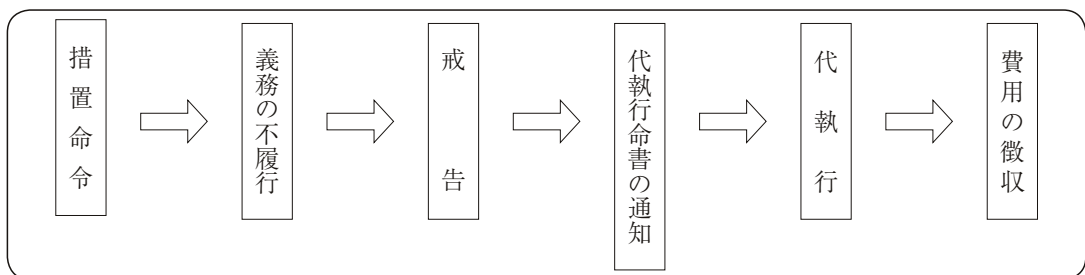 措置命令
義務の不履行
戒告
代執行命書の通知
代執行
費用の徴収